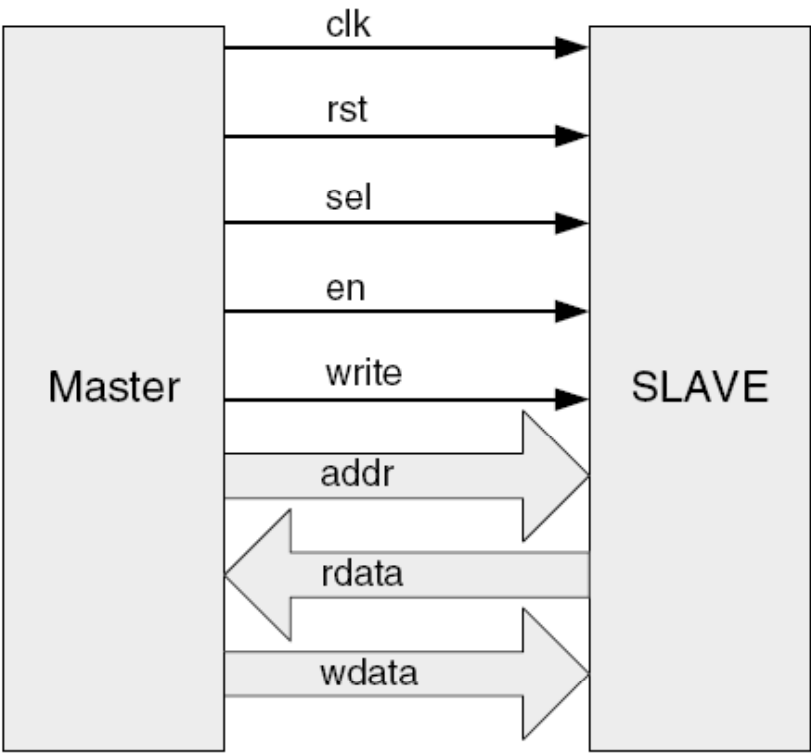 clk
rst
sel
en
write
Master
SLAVE
addr
rdata
wdata